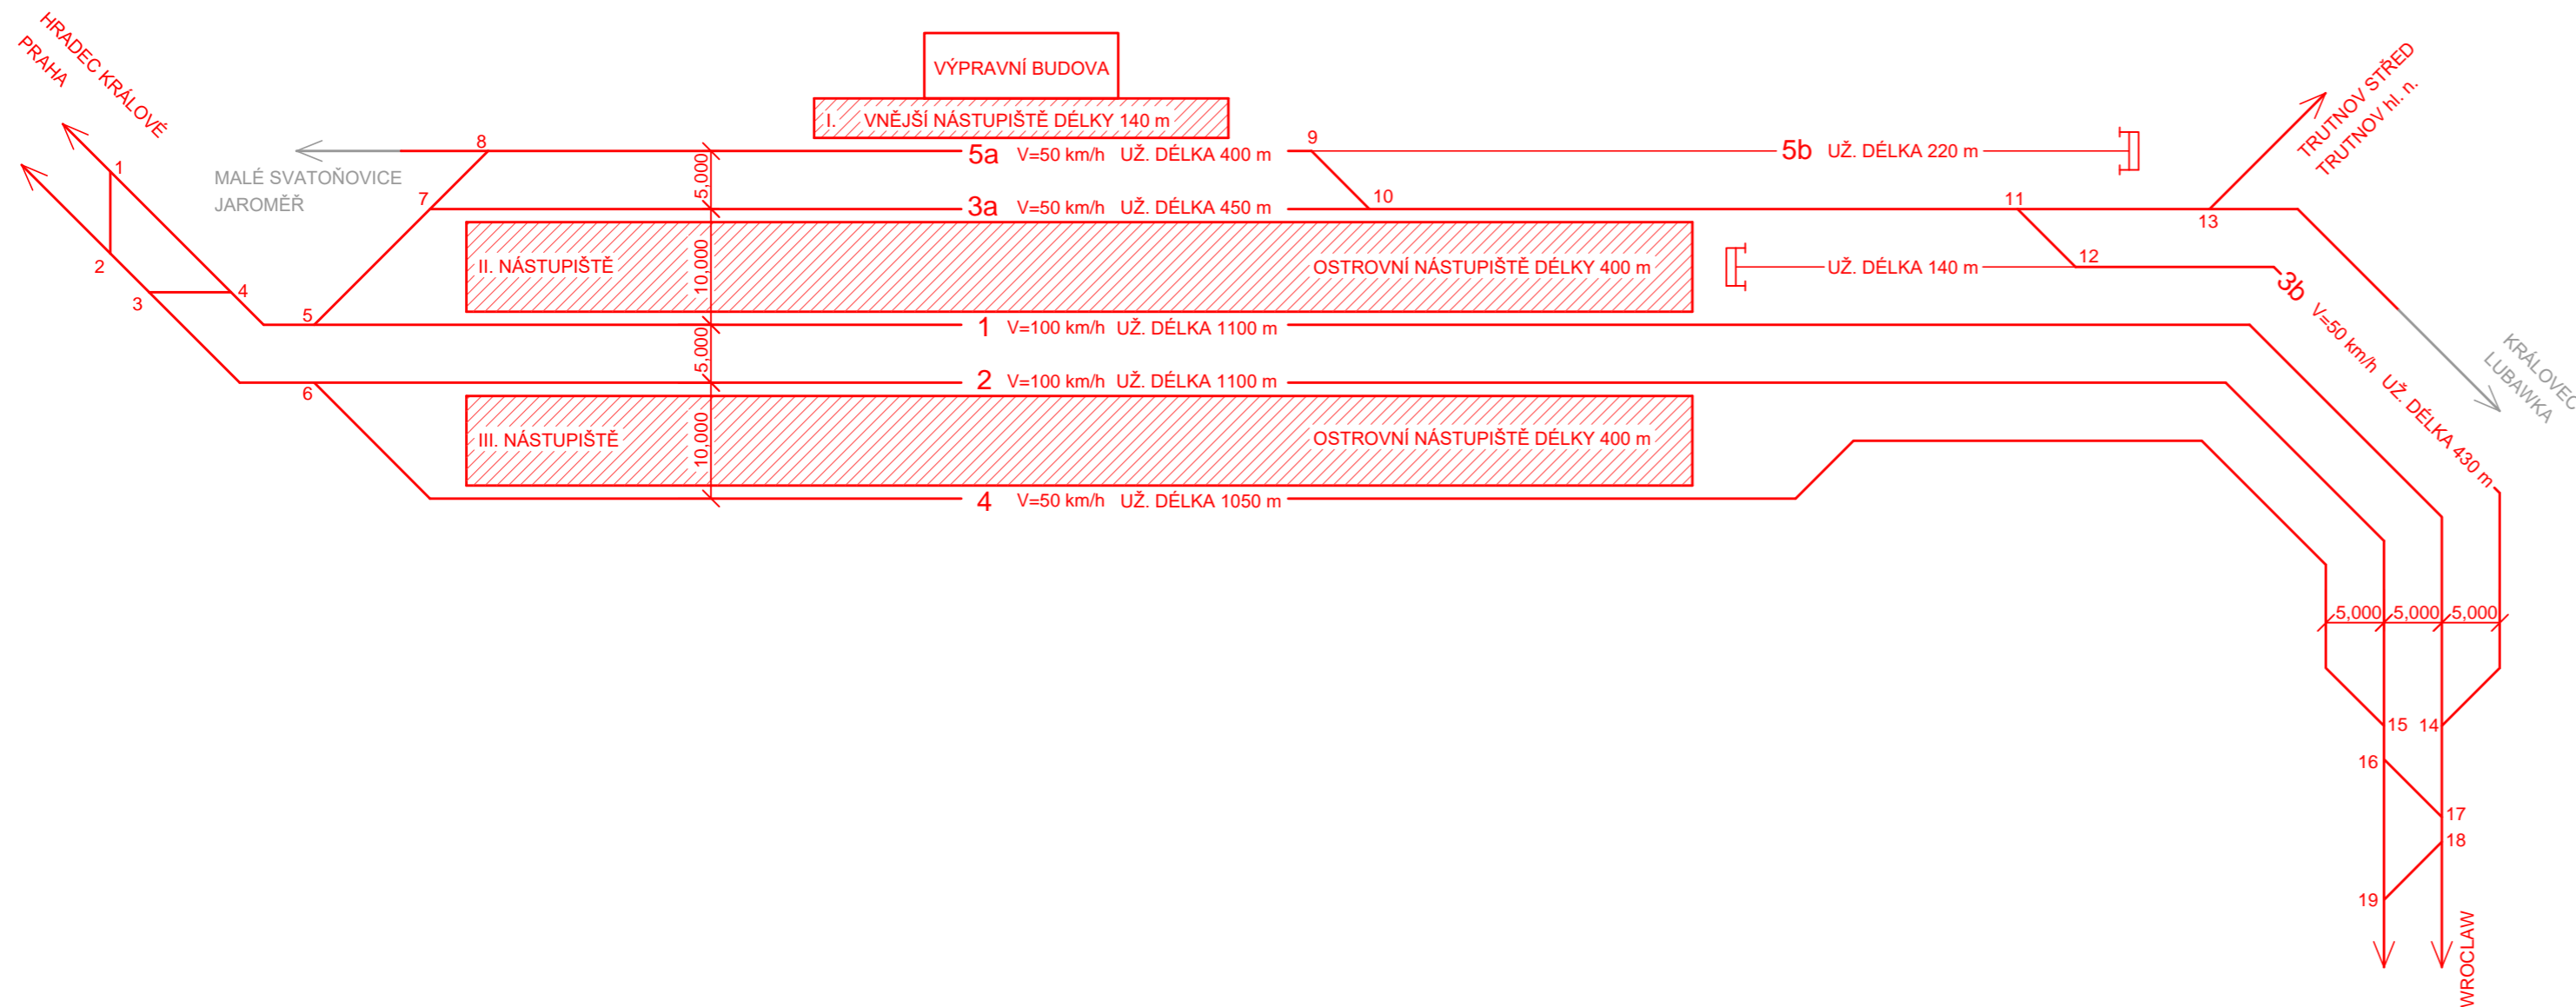 HRADEC KRÁLOVÉ
PRAHA
VÝPRAVNÍ BUDOVA
I. VNĚJŠÍ NÁSTUPIŠTĚ DÉLKY 140 m
TRUTNOV STŘED
TRUTNOV hl. n.
1
8
9
5a V=50 km/h UŽ. DÉLKA 400 m
5b UŽ. DÉLKA 220 m
MALÉ SVATOŇOVICE
JAROMĚŘ
5,000
7
3a V=50 km/h UŽ. DÉLKA 450 m
10
11
13
2
3
4
II. NÁSTUPIŠTĚ
10,000
OSTROVNÍ NÁSTUPIŠTĚ DÉLKY 400 m
UŽ. DÉLKA 140 m
12
3b V=50 km/h UŽ. DÉLKA 430 m
KRÁLOVEC
LUBAWKA
5
1 V=100 km/h UŽ. DÉLKA 1100 m
5,000
6
2 V=100 km/h UŽ. DÉLKA 1100 m
III. NÁSTUPIŠTĚ
10,000
OSTROVNÍ NÁSTUPIŠTĚ DÉLKY 400 m
4 V=50 km/h UŽ. DÉLKA 1050 m
5,000 5,000 5,000
15 14
16
17
18
19
WROCLAW